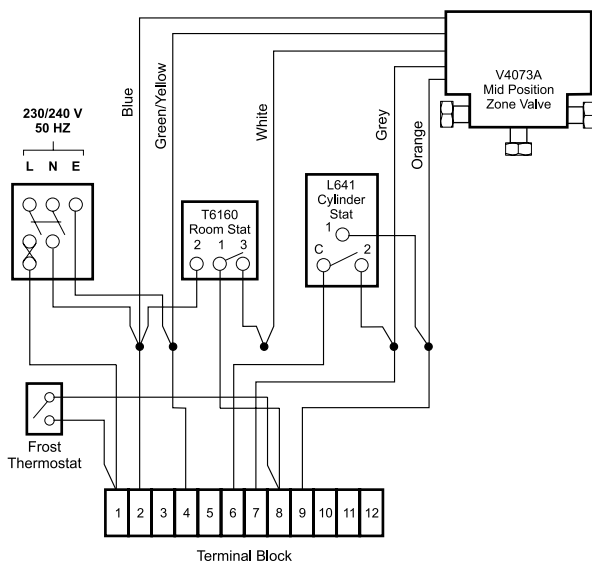 V4073A
Mid Position
Zone Valve
230/240 V
50 HZ
L N E
Blue
Green/Yellow
White
Grey
Orange
T6160
Room Stat
2 1 3
L641
Cylinder
Stat
1
C 2
Frost
Thermostat
1 2 3 4 5 6 7 8 9 10 11 12
Terminal Block